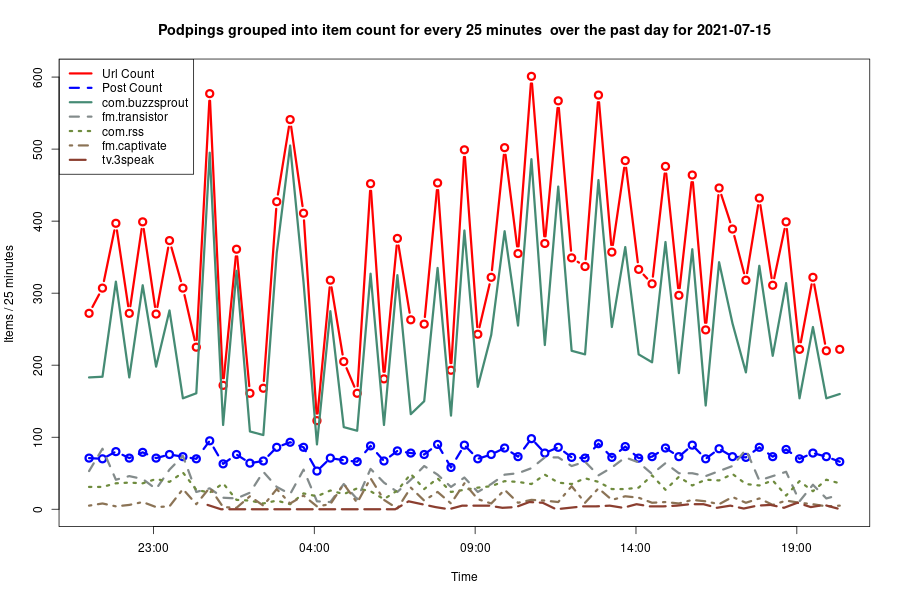 Podpings grouped into item count for every 25 minutes  over the past day for 2021-07-15
Url Count
Post Count
com.buzzsprout
fm.transistor
com.rss
fm.captivate
tv.3speak
Items / 25 minutes
600
500
400
300
200
100
0
23:00 04:00 09:00 14:00 19:00
Time